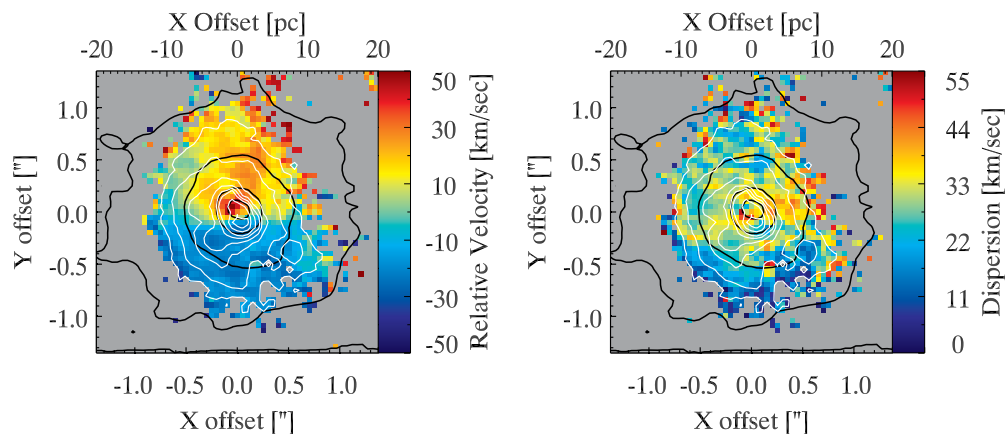 X Offset [pc]
-20 -10 0 10 20
Y Offset ["]
1.0
0.5
0.0
-0.5
-1.0
50
30
10
-10
-30
-50
Relative Velocity [km/sec]
-1.0 -0.5 0.0 0.5 1.0
X offset ["]
X Offset [pc]
-20 -10 0 10 20
Y offset ["]
1.0
0.5
0.0
-0.5
-1.0
55
44
33
22
11
0
Dispersion [km/sec]
-1.0 -0.5 0.0 0.5 1.0
X offset ["]